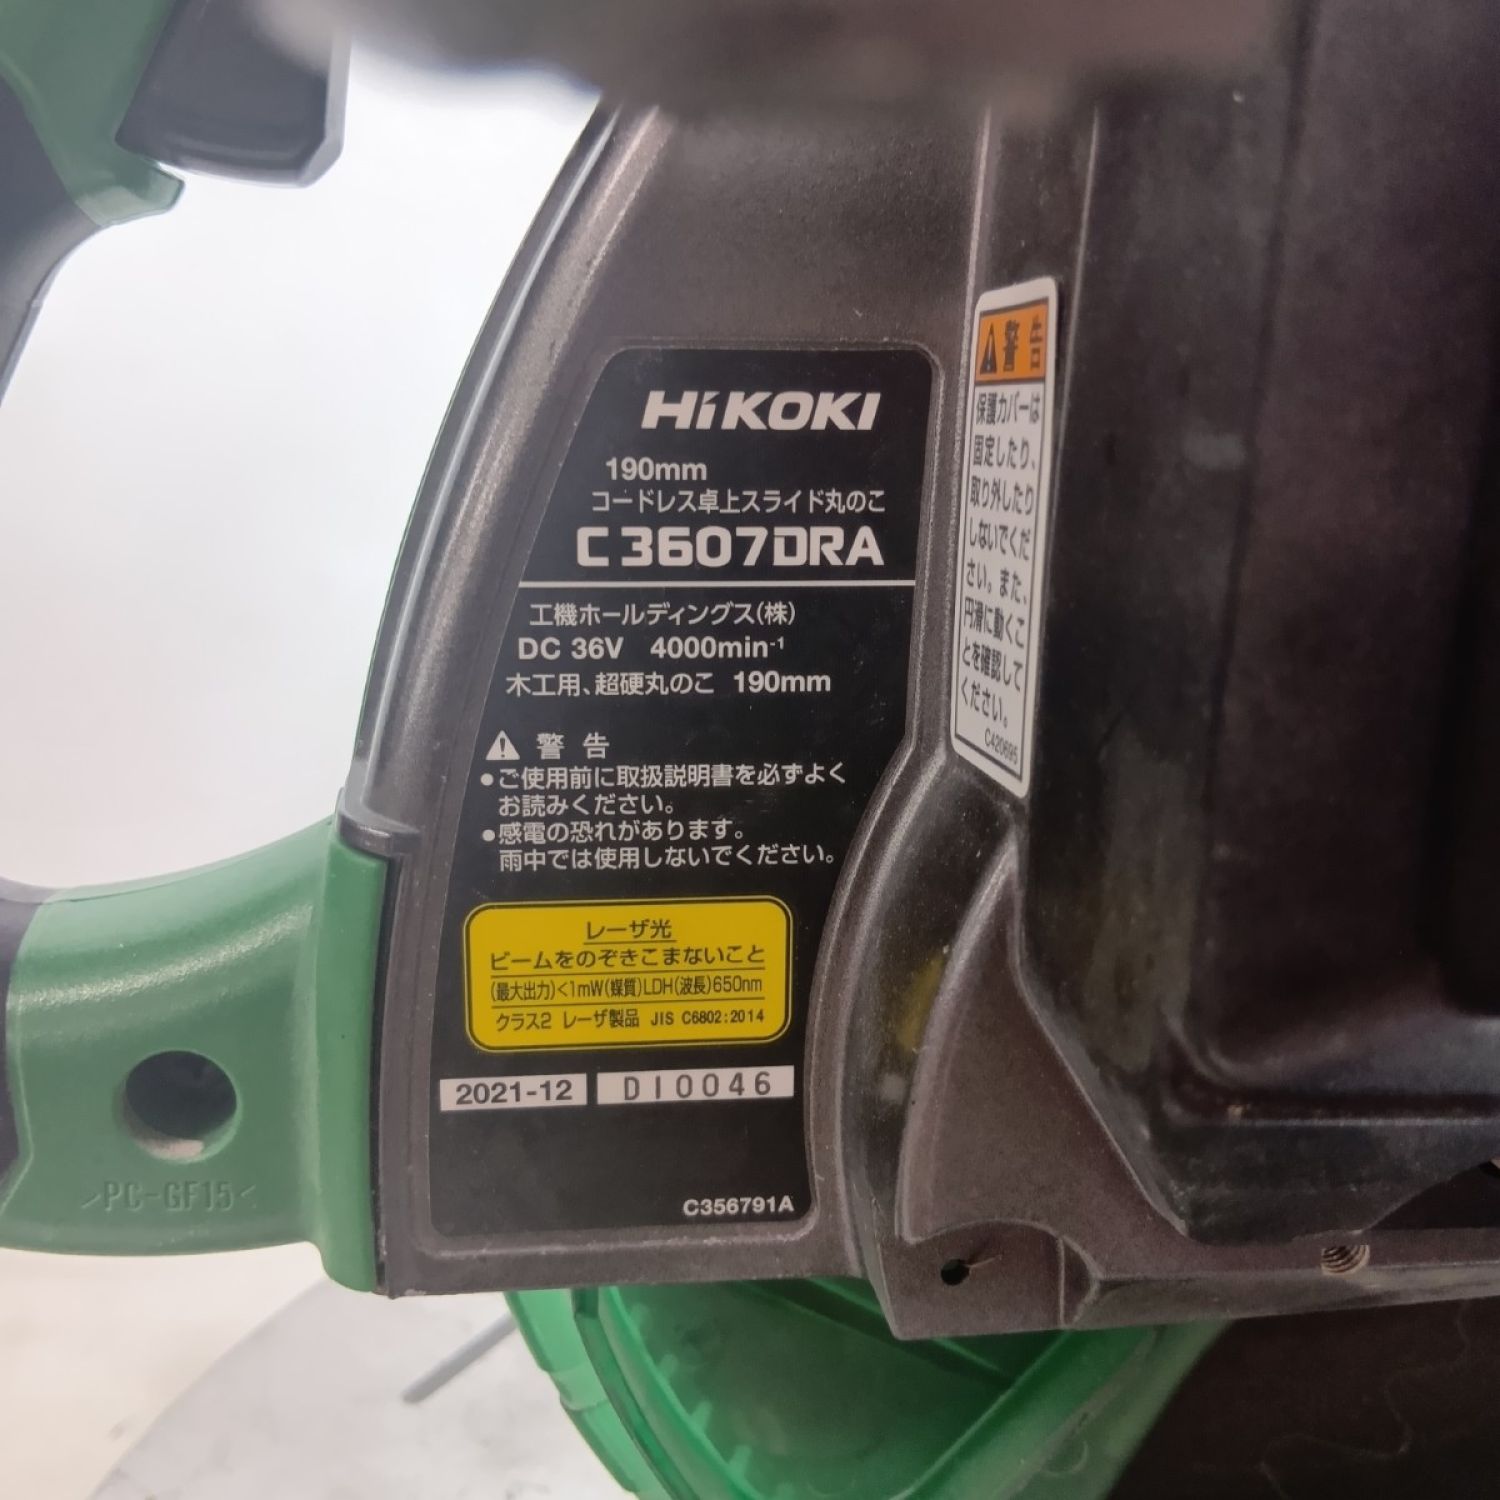 HiKOKI
190mm
コードレス卓上スライド丸のこ
C 3607DRA
工機ホールディングス(株)
DC 36V 4000min-1
木工用、超硬丸のこ 190mm
警告
●ご使用前に取扱説明書を必ずよく
お読みください。
●感電の恐れがあります。
雨中では使用しないでください。
レーザ光
ビームをのぞきこまないこと
(最大出力)<1mW(媒質)LDH(波長)650nm
クラス2 レーザ製品 JIS C6802:2014
2021-12 DI0046
C356791A
警告
保護カバーは
固定したり、
取り外したり
しないでくだ
さい。また、
円滑に動くこ
とを確認して
ください。
C420695
>PC-GF15<